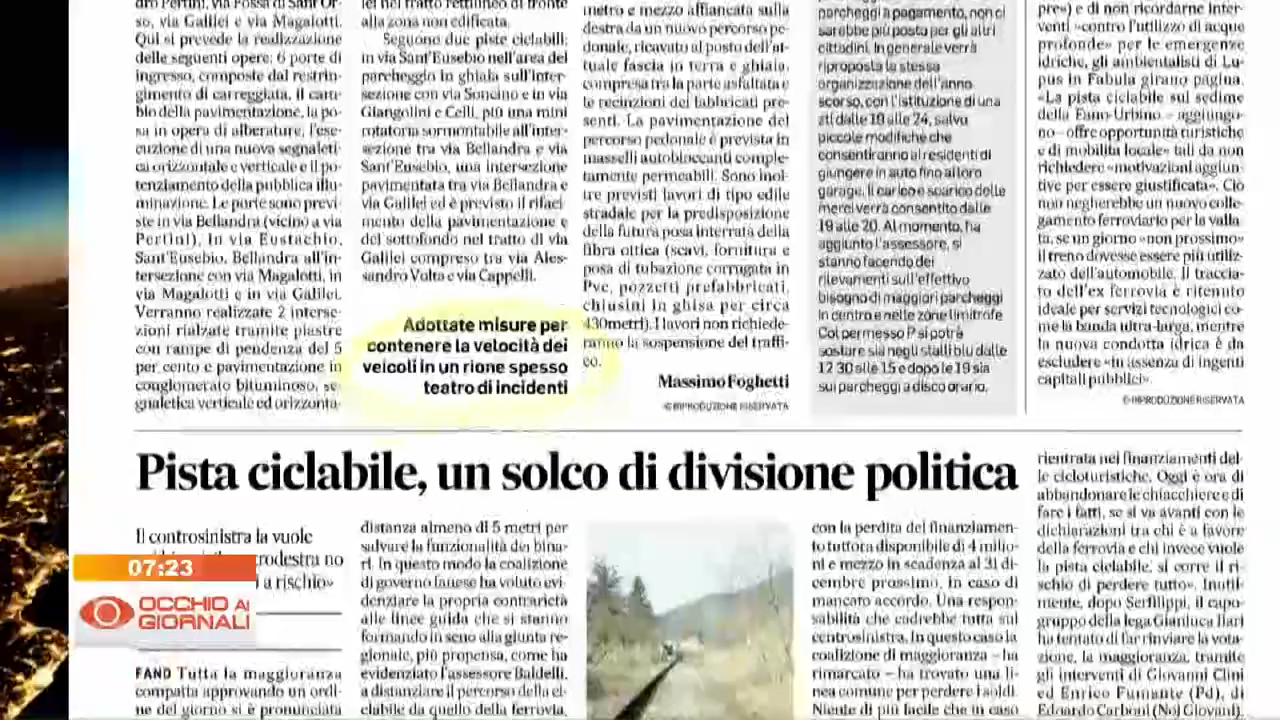 dro Pertini, via Fossa di Sant'Or-
so, via Galilei e via Magalotti.
Qui si prevede la realizzazione
delle seguenti opere: 6 porte di
ingresso, composte dal restrin-
gimento di carreggiata, il cam-
bio della pavimentazione, la po-
sa in opera di alberature, l'ese-
cuzione di una nuova segnaleti-
ca orizzontale e verticale e il po-
tenziamento della pubblica illu-
minazione. Le porte sono previ-
ste in via Bellandra (vicino a via
Pertini), in via Eustachio,
Sant'Eusebio, Bellandra all'in-
tersezione con via Magalotti, in
via Magalotti e in via Galilei.
Verranno realizzate 2 interse-
zioni rialzate tramite piastre
con rampe di pendenza del 5
per cento e pavimentazione in
conglomerato bituminoso, se-
gnaletica verticale ed orizzonta-
lei nel tratto rettilineo di fronte
alla zona non edificata.
Seguono due piste ciclabili:
in via Sant'Eusebio nell'area del
parcheggio in ghiaia sull'inter-
sezione con via Soncino e in via
Giangolini e Celli, più una mini
rotatoria sormontabile all'inter-
sezione tra via Bellandra e via
Sant'Eusebio, una intersezione
pavimentata tra via Bellandra e
via Galilei ed è previsto il rifaci-
mento della pavimentazione e
del sottofondo nel tratto di via
Galilei compreso tra via Ales-
sandro Volta e via Cappelli.
Adottate misure per
contenere la velocità dei
veicoli in un rione spesso
teatro di incidenti
metro e mezzo affiancata sulla
destra da un nuovo percorso pe-
donale, ricavato al posto dell'at-
tuale fascia in terra e ghiaia,
compresa tra la parte asfaltata e
le recinzioni dei fabbricati pre-
senti. La pavimentazione del
percorso pedonale è prevista in
masselli autobloccanti comple-
tamente permeabili. Sono inol-
tre previsti lavori di tipo edile
stradale per la predisposizione
della futura posa interrata della
fibra ottica (scavi, fornitura e
posa di tubazione corrugata in
Pvc, pozzetti prefabbricati,
chiusini in ghisa per circa
430metri). I lavori non richiede-
ranno la sospensione del traffi-
co.
Massimo Foghetti
© RIPRODUZIONE RISERVATA
parcheggi a pagamento, non ci
sarebbe più posto per gli altri
cittadini. In generale verrà
riproposta la stessa
organizzazione dell'anno
scorso, con l'istituzione di una
ztl dalle 18 alle 24, salvo
piccole modifiche che
consentiranno ai residenti di
giungere in auto fino al loro
garage. Il carico e scarico delle
merci verrà consentito dalle
19 alle 20. Al momento, ha
aggiunto l'assessore, si
stanno facendo dei
rilevamenti sull'effettivo
bisogno di maggiori parcheggi
in centro e nelle zone limitrofe
Col permesso P si potrà
sostare sia negli stalli blu dalle
12.30 alle 15 e dopo le 19 sia
sui parcheggi a disco orario.
pre») e di non ricordarne inter-
venti «contro l'utilizzo di acque
profonde» per le emergenze
idriche, gli ambientalisti di Lu-
pus in Fabula girano pagina.
«La pista ciclabile sul sedime
della Fano-Urbino - aggiungo-
no - offre opportunità turistiche
e di mobilità locale» tali da non
richiedere «motivazioni aggiun-
tive per essere giustificata». Ciò
non negherebbe un nuovo colle-
gamento ferroviario per la valla-
ta, se un giorno «non prossimo»
il treno dovesse essere più utiliz-
zato dell'automobile. Il traccia-
to dell'ex ferrovia è ritenuto
ideale per servizi tecnologici co-
me la banda ultra-larga, mentre
la nuova condotta idrica è da
escludere «in assenza di ingenti
capitali pubblici».
© RIPRODUZIONE RISERVATA
Pista ciclabile, un solco di divisione politica
Il controsinistra la vuole
rodestra no
a rischio»
FANO Tutta la maggioranza
compatta approvando un ordi-
ne del giorno si è pronunciata
distanza almeno di 5 metri per
salvare la funzionalità dei bina-
ri. In questo modo la coalizione
di governo fanese ha voluto evi-
denziare la propria contrarietà
alle linee guida che si stanno
formando in seno alla giunta re-
gionale, più propensa, come ha
evidenziato l'assessore Baldelli,
a distanziare il percorso della ci-
clabile da quello della ferrovia,
con la perdita del finanziamen-
to tuttora disponibile di 4 milio-
ni e mezzo in scadenza al 31 di-
cembre prossimo, in caso di
mancato accordo. Una respon-
sabilità che cadrebbe tutta sul
centrosinistra. In questo caso la
coalizione di maggioranza - ha
rimarcato - ha trovato una li-
nea comune per perdere i soldi.
Niente di più facile che in caso
rientrata nei finanziamenti del-
le cicloturistiche. Oggi è ora di
abbandonare le chiacchiere e di
fare i fatti, se si va avanti con le
dichiarazioni tra chi è a favore
della ferrovia e chi invece vuole
la pista ciclabile, si corre il ri-
schio di perdere tutto». Inutil-
mente, dopo Serfilippi, il capo-
gruppo della lega Gianluca Ilari
ha tentato di far rinviare la vota-
zione, la maggioranza, tramite
gli interventi di Giovanni Clini
ed Enrico Fumante (Pd), di
Edoardo Carboni (Noi Giovani),
07:23
OCCHIO AI
GIORNALI